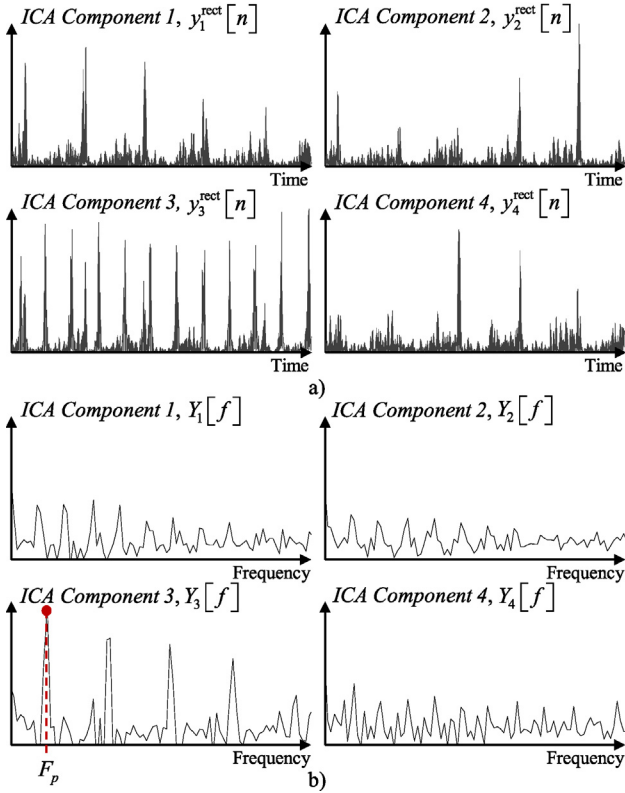 ICA Component 1, y₁ʳᵉᶜᵗ[n]
ICA Component 2, y₂ʳᵉᶜᵗ[n]
Time
Time
ICA Component 3, y₃ʳᵉᶜᵗ[n]
ICA Component 4, y₄ʳᵉᶜᵗ[n]
Time
Time
a)
ICA Component 1, Y₁[f]
ICA Component 2, Y₂[f]
Frequency
Frequency
ICA Component 3, Y₃[f]
ICA Component 4, Y₄[f]
Frequency
Frequency
Fₚ
b)